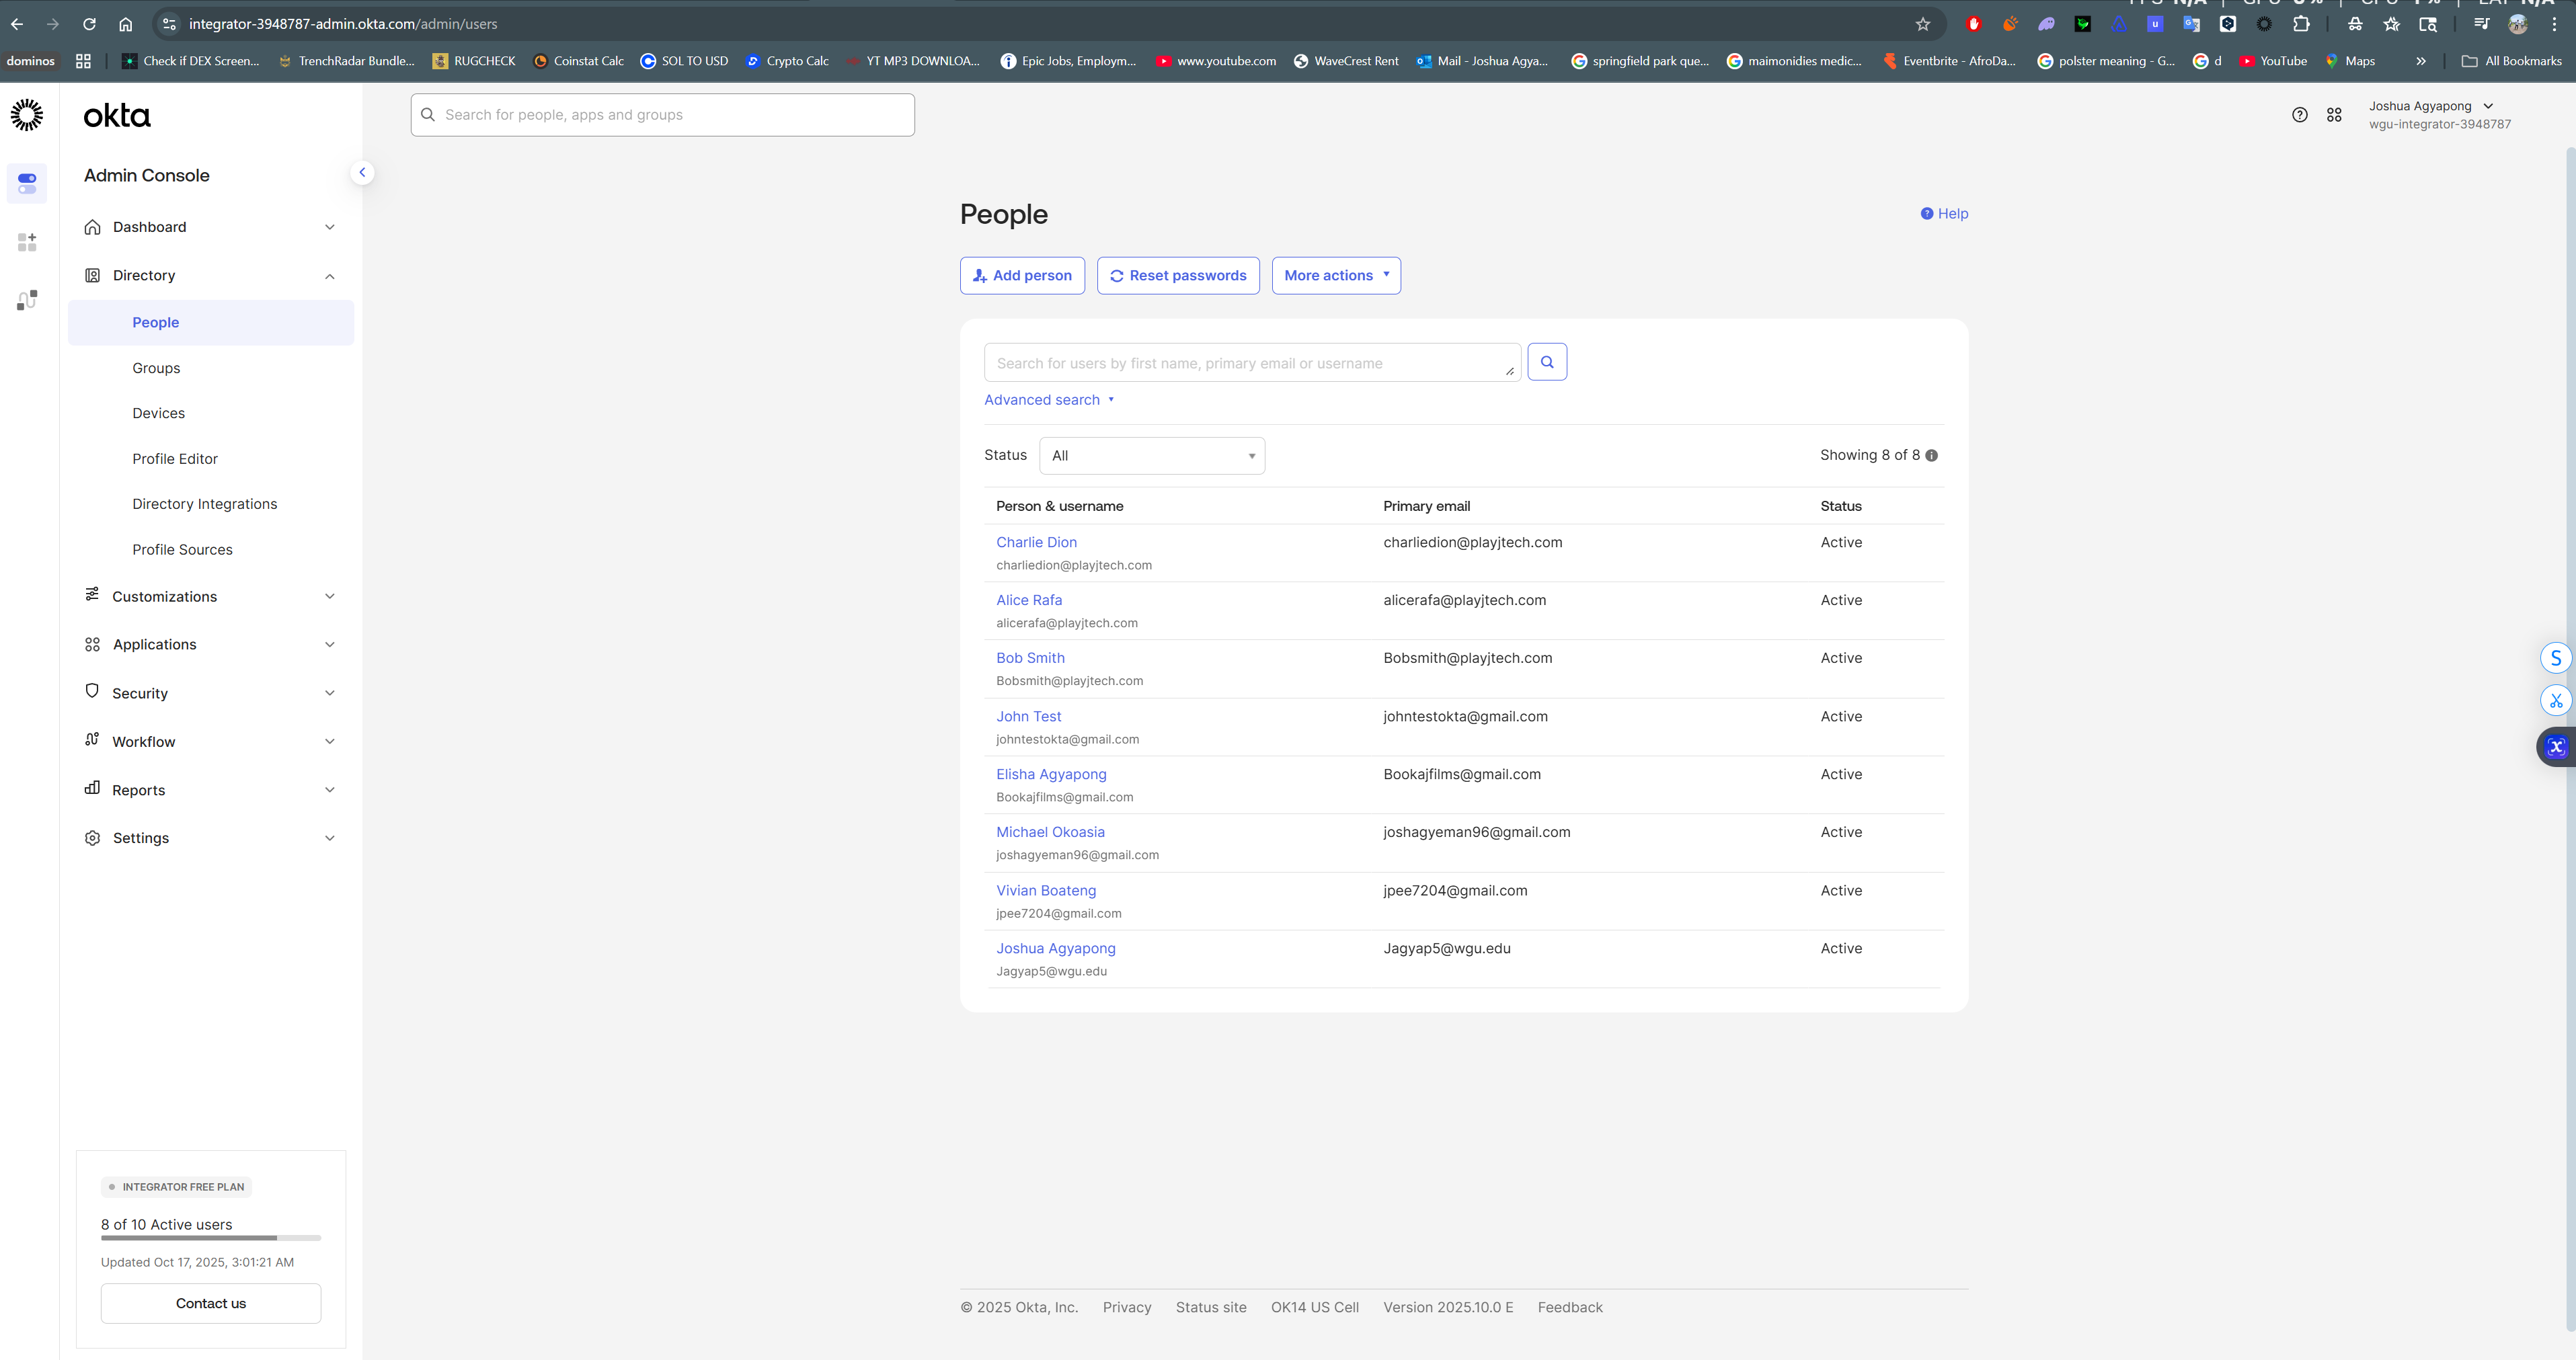 integrator-3948787-admin.okta.com/admin/users
dominos
Check if DEX Screen...
TrenchRadar Bundle...
RUGCHECK
Coinstat Calc
SOL TO USD
Crypto Calc
YT MP3 DOWNLOA...
Epic Jobs, Employm...
www.youtube.com
WaveCrest Rent
Mail - Joshua Agya...
springfield park que...
maimonidies medic...
Eventbrite - AfroDa...
polster meaning - G...
d
YouTube
Maps
All Bookmarks
okta
Search for people, apps and groups
Joshua Agyapong
wgu-integrator-3948787
Admin Console
Dashboard
Directory
People
Groups
Devices
Profile Editor
Directory Integrations
Profile Sources
Customizations
Applications
Security
Workflow
Reports
Settings
INTEGRATOR FREE PLAN
8 of 10 Active users
Updated Oct 17, 2025, 3:01:21 AM
Contact us
People
Help
Add person
Reset passwords
More actions
Search for users by first name, primary email or username
Advanced search
Status
All
Showing 8 of 8
Person & username Primary email Status
Charlie Dion charliedion@playjtech.com Active
charliedion@playjtech.com
Alice Rafa alicerafa@playjtech.com Active
alicerafa@playjtech.com
Bob Smith Bobsmith@playjtech.com Active
Bobsmith@playjtech.com
John Test johntestokta@gmail.com Active
johntestokta@gmail.com
Elisha Agyapong Bookajfilms@gmail.com Active
Bookajfilms@gmail.com
Michael Okoasia joshagyeman96@gmail.com Active
joshagyeman96@gmail.com
Vivian Boateng jpee7204@gmail.com Active
jpee7204@gmail.com
Joshua Agyapong Jagyap5@wgu.edu Active
Jagyap5@wgu.edu
© 2025 Okta, Inc. Privacy Status site OK14 US Cell Version 2025.10.0 E Feedback